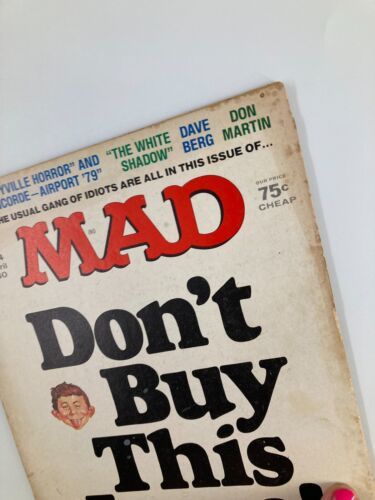 YVILLE HORROR" AND "THE WHITE DAVE DON
CORDE—AIRPORT '79" SHADOW" BERG MARTIN
HE USUAL GANG OF IDIOTS ARE ALL IN THIS ISSUE OF...
MAD
OUR PRICE
75¢
CHEAP
Don't
Buy
This